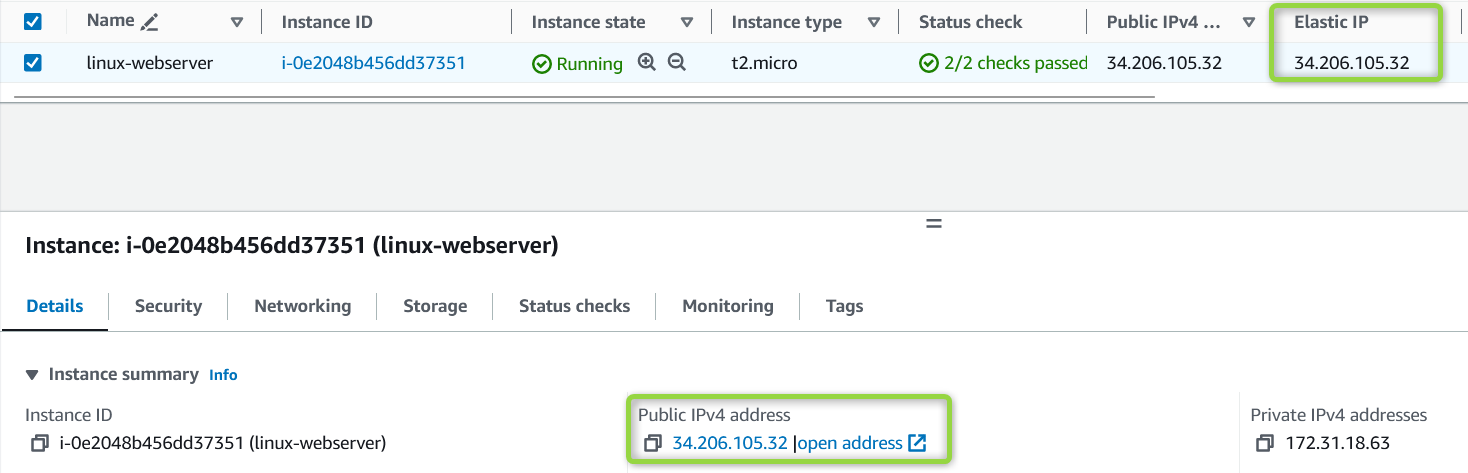 Name Instance ID Instance state Instance type Status check Public IPv4 ... Elastic IP
linux-webserver i-0e2048b456dd37351 Running t2.micro 2/2 checks passed 34.206.105.32 34.206.105.32
Instance: i-0e2048b456dd37351 (linux-webserver)
Details Security Networking Storage Status checks Monitoring Tags
Instance summary Info
Instance ID Public IPv4 address Private IPv4 addresses
i-0e2048b456dd37351 (linux-webserver) 34.206.105.32 |open address 172.31.18.63